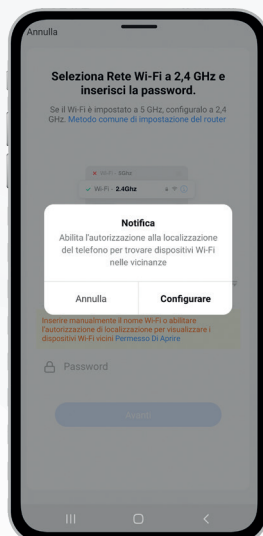 Annulla
Seleziona Rete Wi-Fi a 2,4 GHz e
inserisci la password.
Se il Wi-Fi è impostato a 5 GHz, configuralo a 2,4
GHz. Metodo comune di impostazione del router
Wi-Fi - 5Ghz
Wi-Fi - 2.4Ghz
Notifica
Abilita l'autorizzazione alla localizzazione
del telefono per trovare dispositivi Wi-Fi
nelle vicinanze
Annulla Configurare
Inserire manualmente il nome Wi-Fi o abilitare
l'autorizzazione di localizzazione per visualizzare i
dispositivi Wi-Fi vicini Permesso Di Aprire
Password